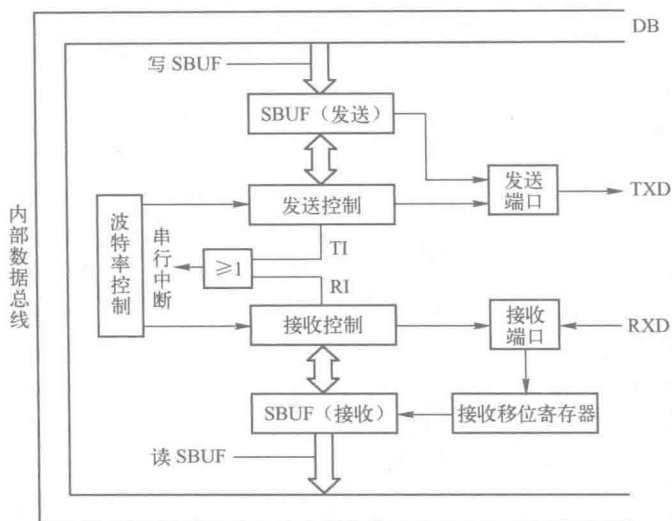 DB
写 SBUF
SBUF（发送）
发送
端口
TXD
发送控制
内部数据总线
波特率控制
串行中断
≥1
TI
RI
接收控制
接收
端口
RXD
SBUF（接收）
接收移位寄存器
读 SBUF